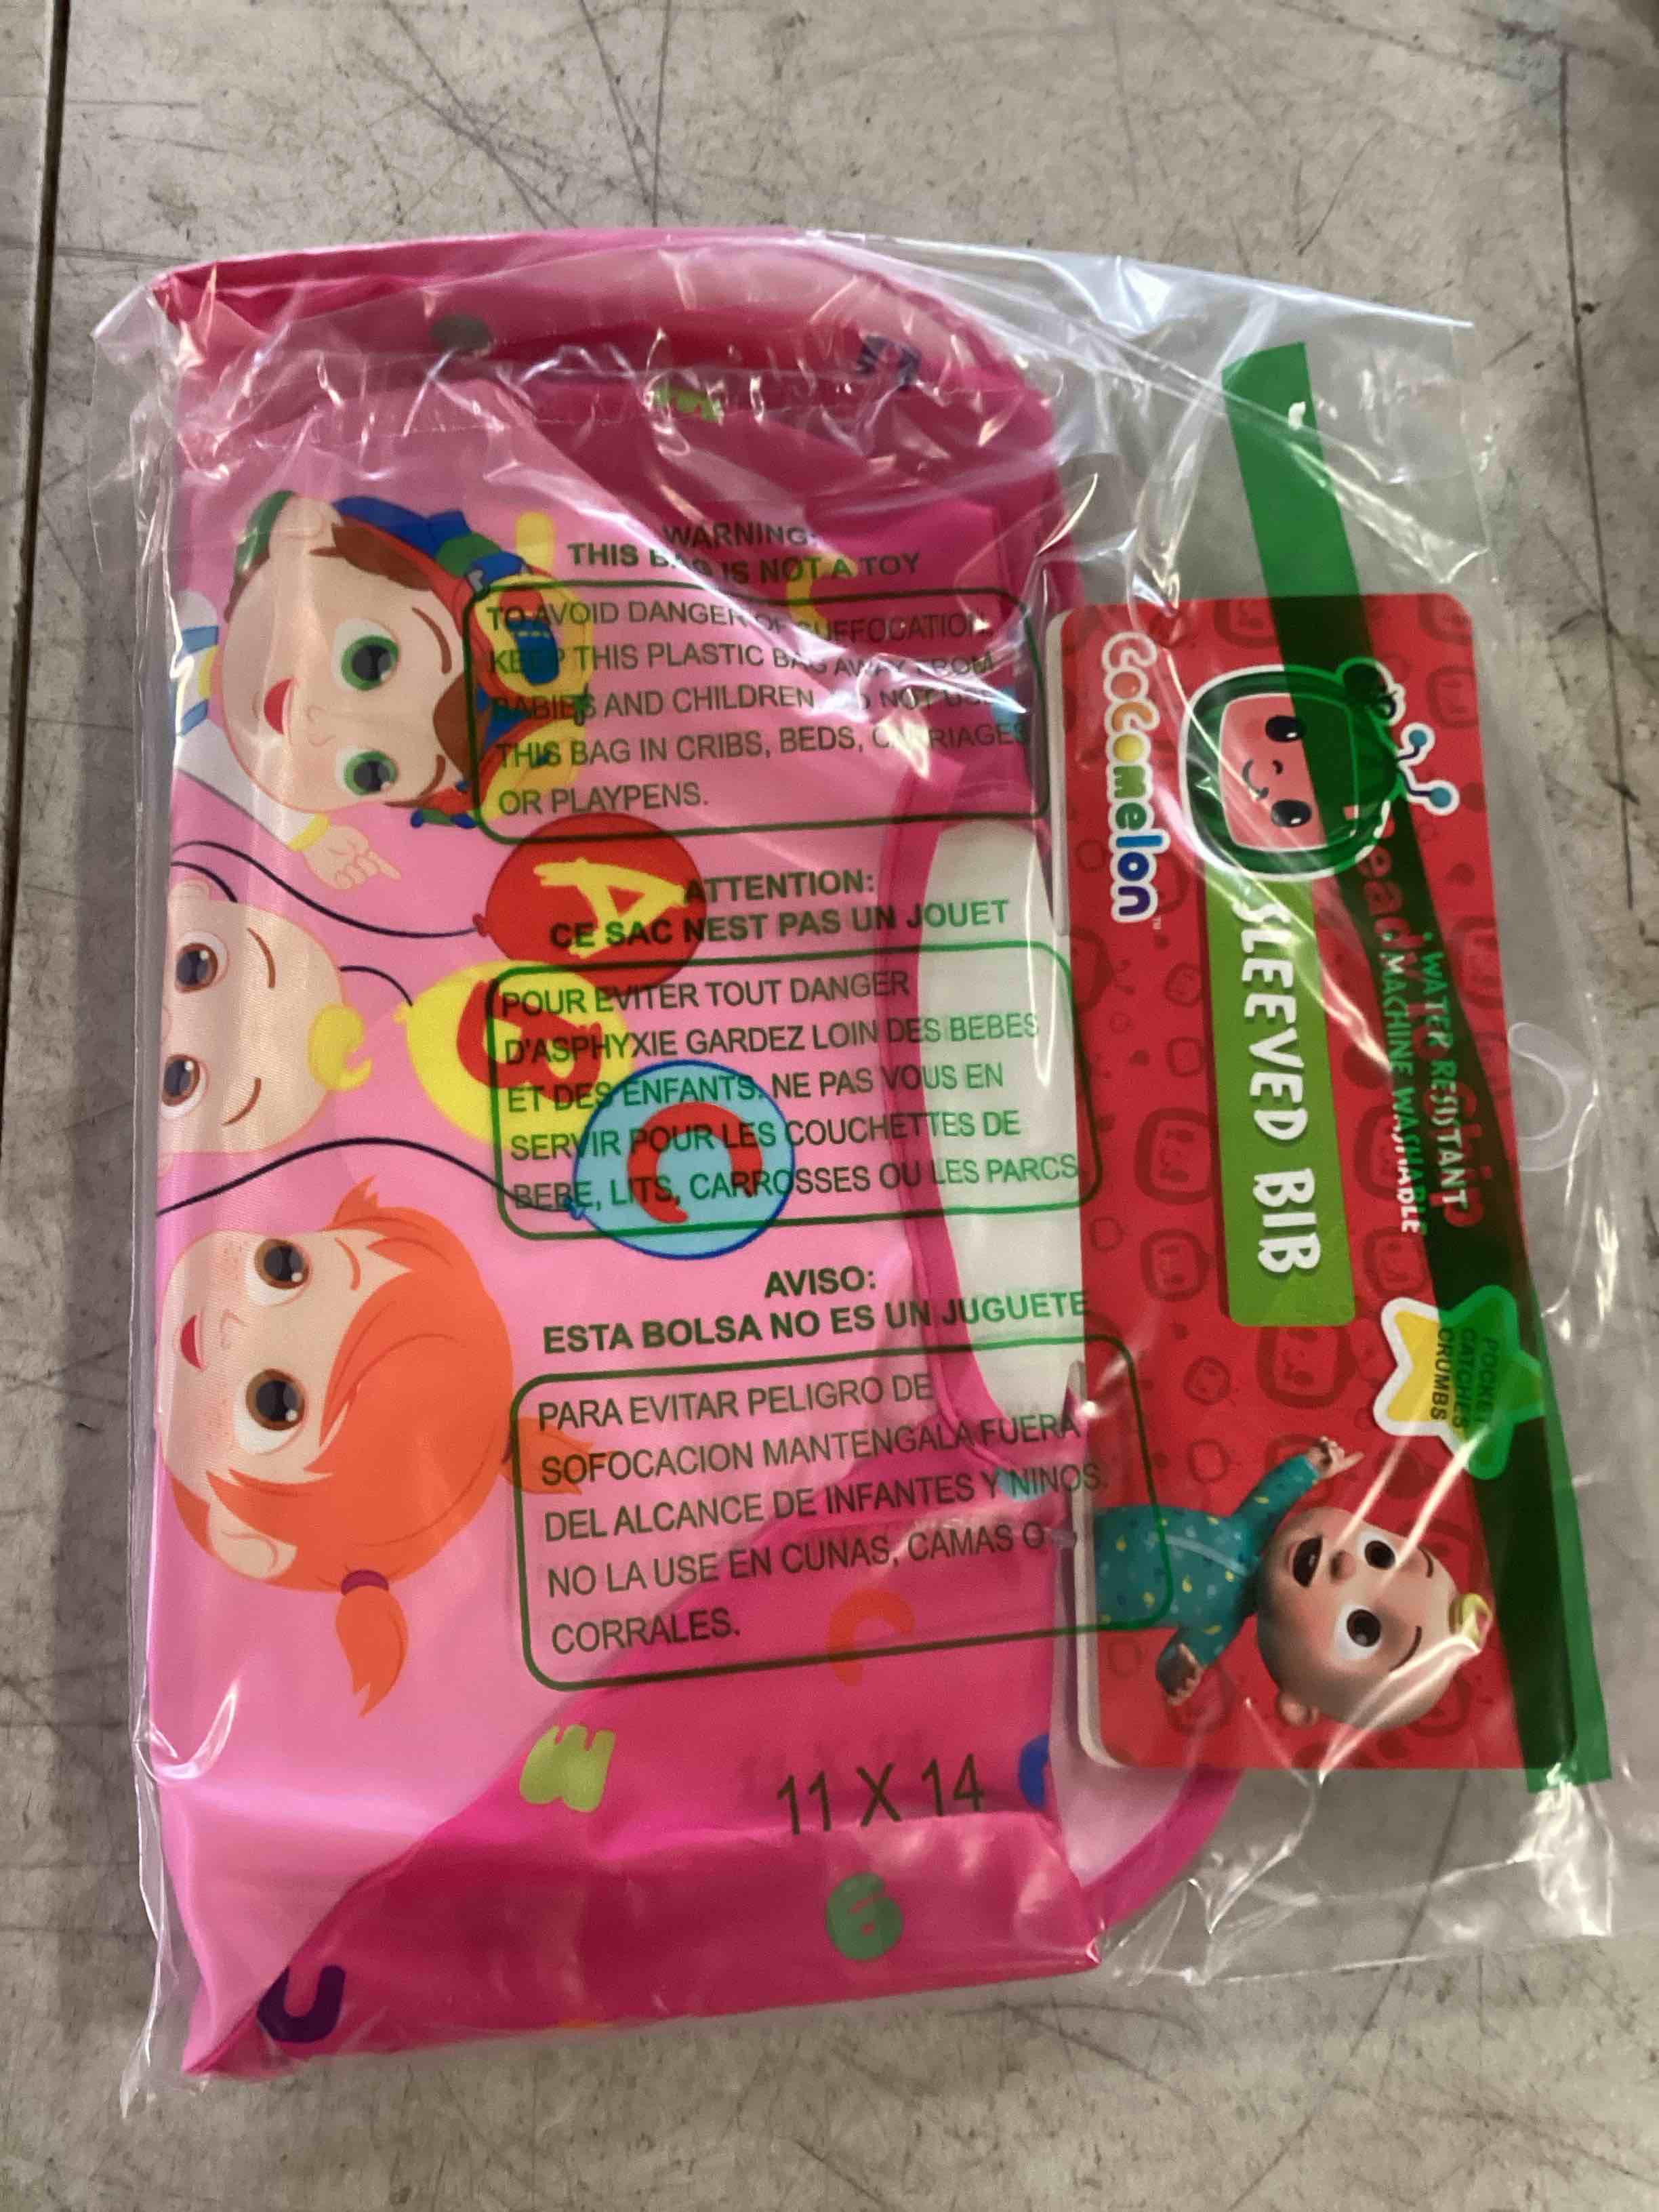 WARNING:
THIS BAG IS NOT A TOY
TO AVOID DANGER OF SUFFOCATION,
KEEP THIS PLASTIC BAG AWAY FROM
BABIES AND CHILDREN DO NOT USE
THIS BAG IN CRIBS, BEDS, CARRIAGES
OR PLAYPENS.
ATTENTION:
CE SAC NEST PAS UN JOUET
POUR EVITER TOUT DANGER
D'ASPHYXIE GARDEZ LOIN DES BEBES
ET DES ENFANTS. NE PAS VOUS EN
SERVIR POUR LES COUCHETTES DE
BEBE, LITS, CARROSSES OU LES PARCS
AVISO:
ESTA BOLSA NO ES UN JUGUETE
PARA EVITAR PELIGRO DE
SOFOCACION MANTENGALA FUERA
DEL ALCANCE DE INFANTES Y NINOS.
NO LA USE EN CUNAS, CAMAS O
CORRALES.
11 X 14
A
B
C
CoComelon™
SLEEVED BIB
• WATER RESISTANT
• MACHINE WASHABLE
POCKET
CATCHES
CRUMBS